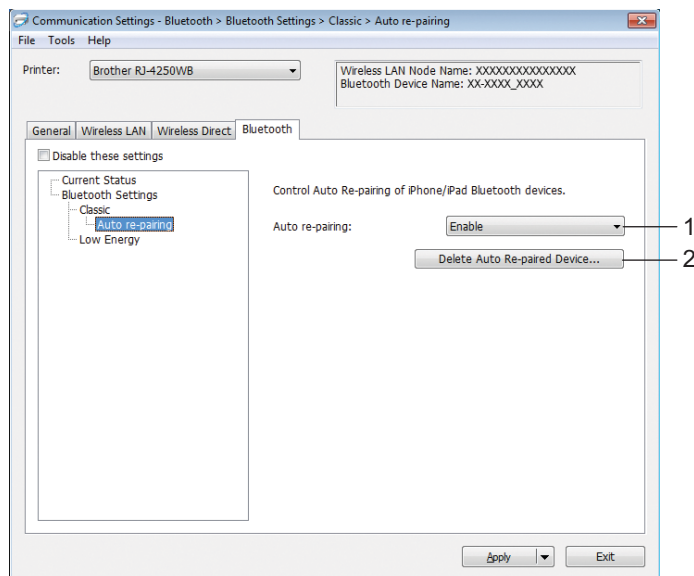 Communication Settings - Bluetooth > Bluetooth Settings > Classic > Auto re-pairing
File Tools Help
Printer: Brother RJ-4250WB
Wireless LAN Node Name: XXXXXXXXXXXXXXX
Bluetooth Device Name: XX-XXXX_XXXX
General Wireless LAN Wireless Direct Bluetooth
Disable these settings
Current Status
Bluetooth Settings
Classic
Auto re-pairing
Low Energy
Control Auto Re-pairing of iPhone/iPad Bluetooth devices.
Auto re-pairing: Enable 1
Delete Auto Re-paired Device... 2
Apply Exit